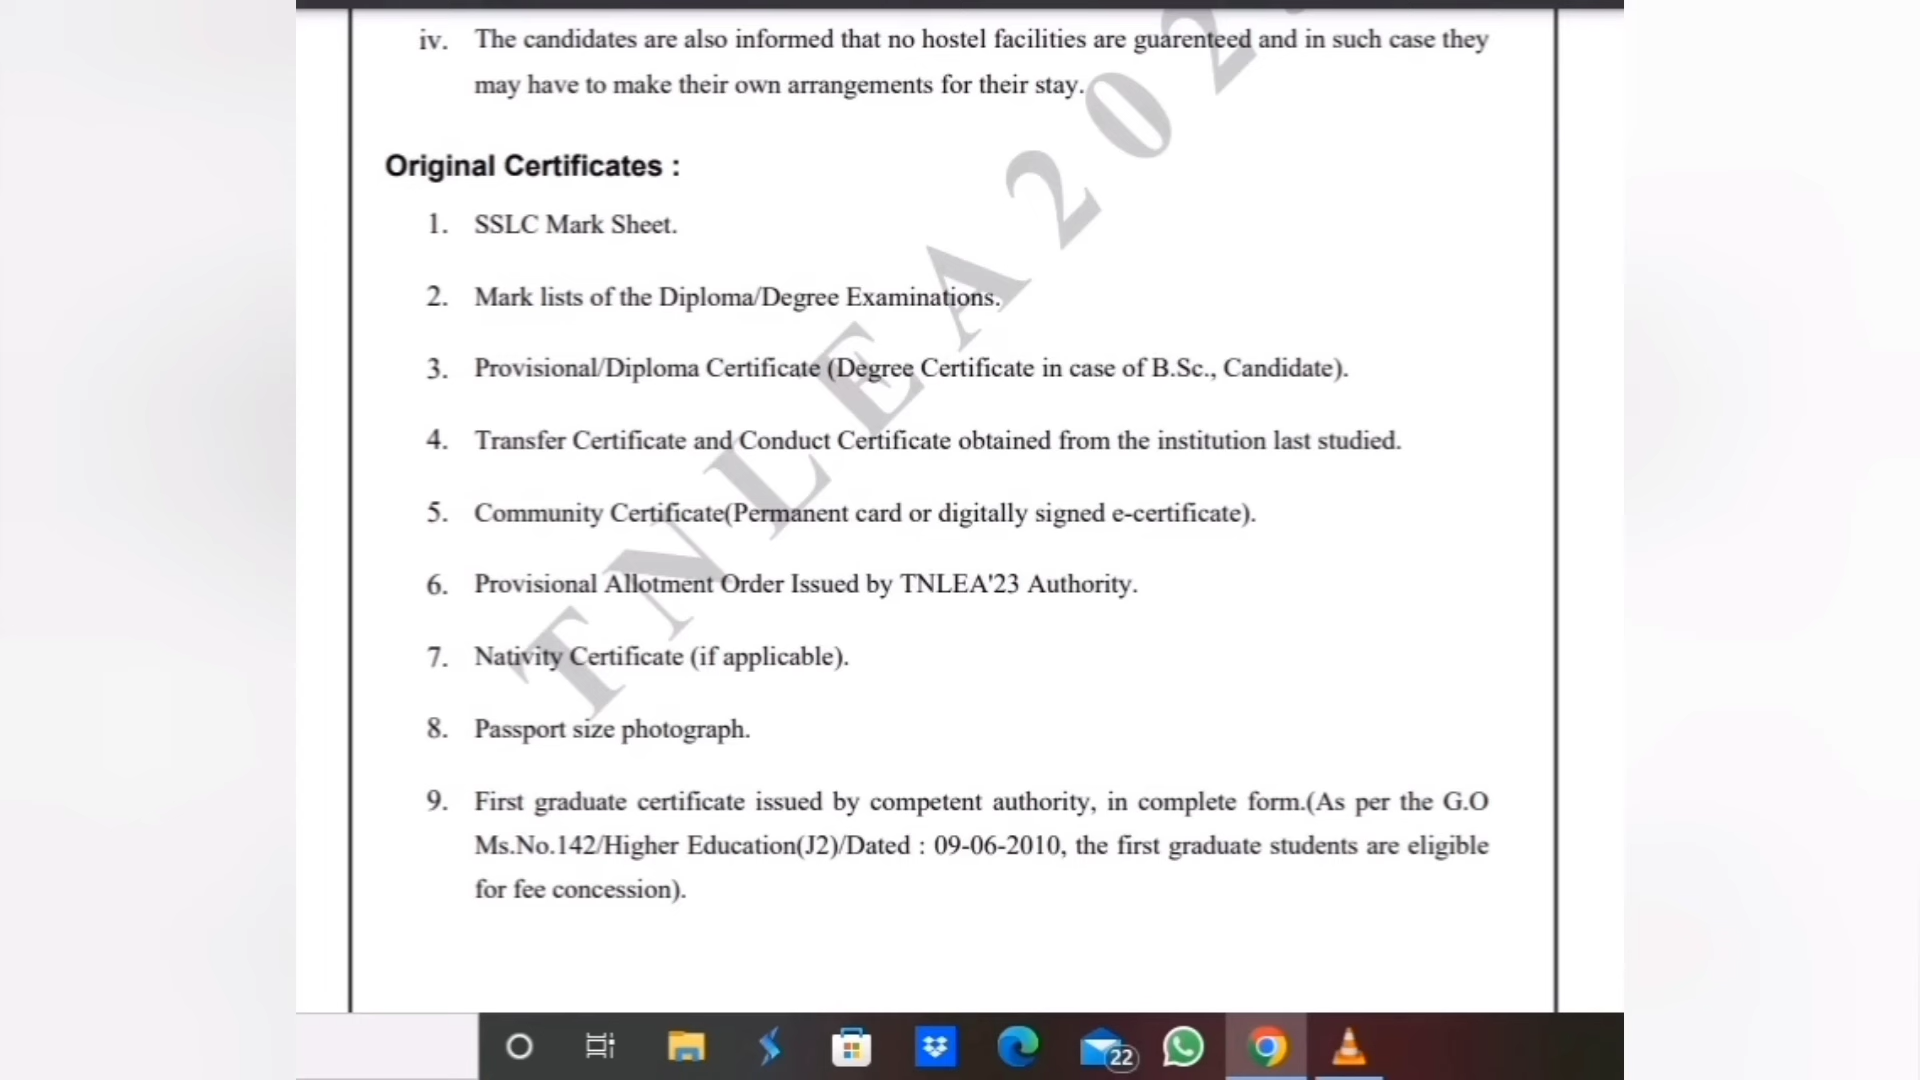 iv. The candidates are also informed that no hostel facilities are guarenteed and in such case they
may have to make their own arrangements for their stay.
Original Certificates :
1. SSLC Mark Sheet.
2. Mark lists of the Diploma/Degree Examinations.
3. Provisional/Diploma Certificate (Degree Certificate in case of B.Sc., Candidate).
4. Transfer Certificate and Conduct Certificate obtained from the institution last studied.
5. Community Certificate(Permanent card or digitally signed e-certificate).
6. Provisional Allotment Order Issued by TNLEA'23 Authority.
7. Nativity Certificate (if applicable).
8. Passport size photograph.
9. First graduate certificate issued by competent authority, in complete form.(As per the G.O
Ms.No.142/Higher Education(J2)/Dated : 09-06-2010, the first graduate students are eligible
for fee concession).
TNLEA202
22